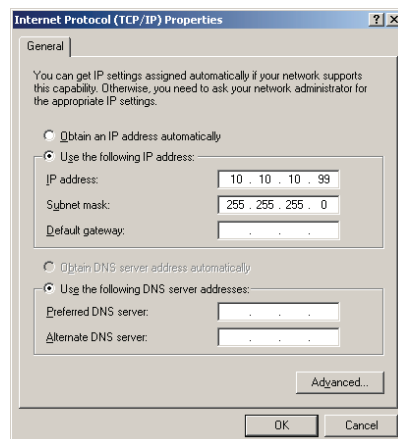 Internet Protocol (TCP/IP) Properties
General
You can get IP settings assigned automatically if your network supports
this capability. Otherwise, you need to ask your network administrator for
the appropriate IP settings.
Obtain an IP address automatically
Use the following IP address:
IP address: 10 . 10 . 10 . 99
Subnet mask: 255 . 255 . 255 . 0
Default gateway: . . .
Obtain DNS server address automatically
Use the following DNS server addresses:
Preferred DNS server: . . .
Alternate DNS server: . . .
Advanced...
OK Cancel